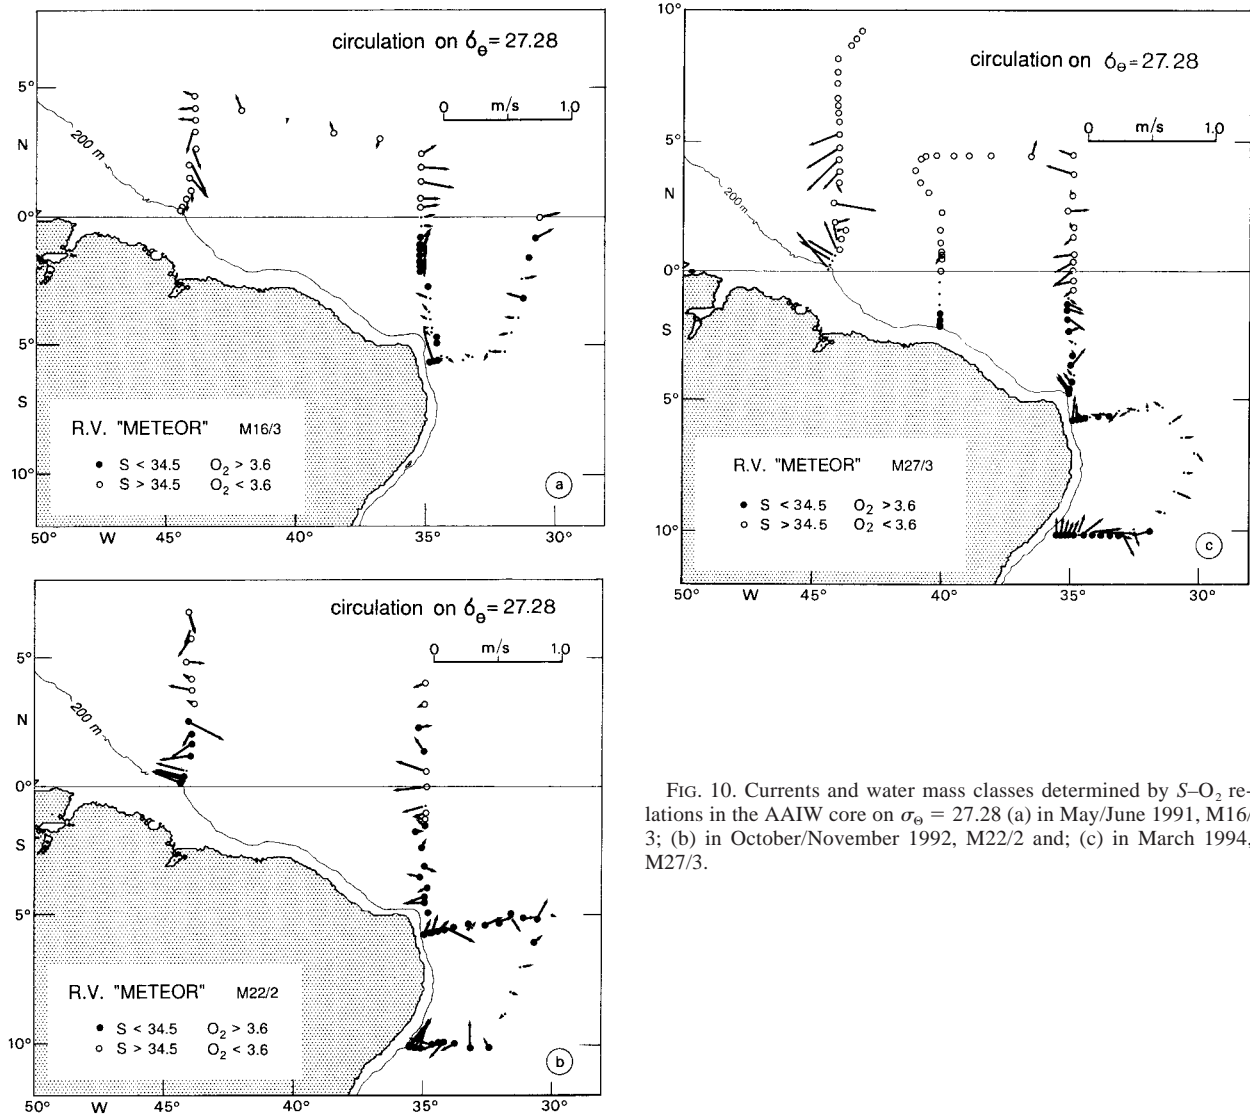 circulation on σ_Θ = 27.28
5°
0 m/s 1.0
200 m
N
0°
S
5°
R.V. "METEOR" M16/3
● S < 34.5 O₂ > 3.6
○ S > 34.5 O₂ < 3.6
10°
a
50° W 45° 40° 35° 30°
circulation on σ_Θ = 27.28
0 m/s 1.0
5°
200 m
N
0°
S
5°
R.V. "METEOR" M22/2
● S < 34.5 O₂ > 3.6
○ S > 34.5 O₂ < 3.6
10°
b
50° W 45° 40° 35° 30°
10°
circulation on σ_Θ = 27.28
0 m/s 1.0
5°
N
200 m
0°
S
5°
R.V. "METEOR" M27/3
● S < 34.5 O₂ > 3.6
○ S > 34.5 O₂ < 3.6
10°
c
50° W 45° 40° 35° 30°
FIG. 10. Currents and water mass classes determined by S–O₂ re-
lations in the AAIW core on σ_Θ = 27.28 (a) in May/June 1991, M16/
3; (b) in October/November 1992, M22/2 and; (c) in March 1994,
M27/3.